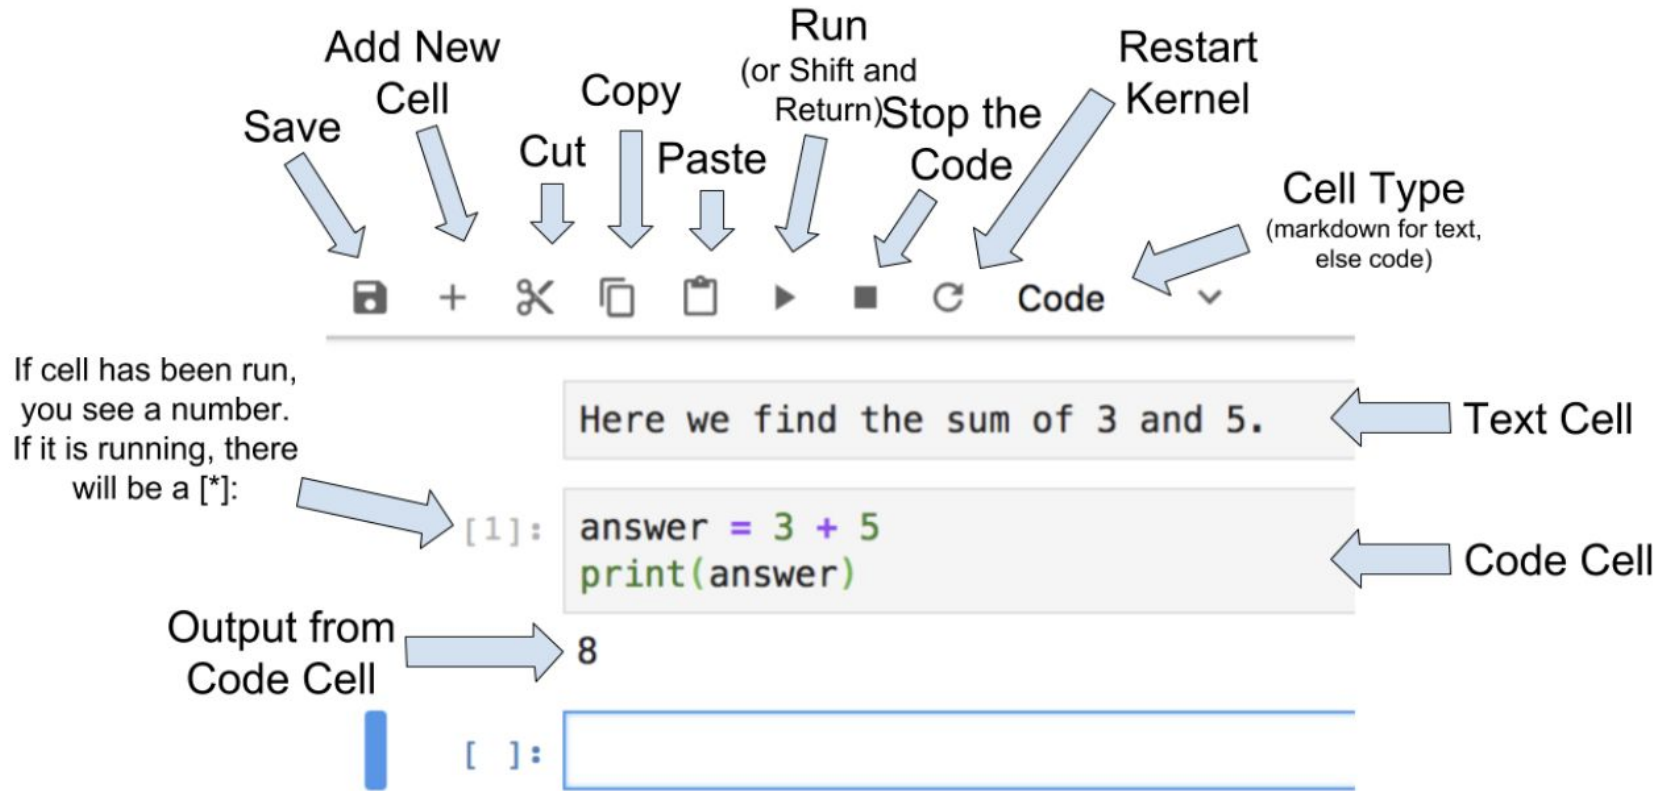 Save
Add New
Cell
Cut
Copy
Paste
Run
(or Shift and
Return)
Stop the
Code
Restart
Kernel
Cell Type
(markdown for text,
else code)
Code
If cell has been run,
you see a number.
If it is running, there
will be a [*]:
Here we find the sum of 3 and 5.
Text Cell
[1]:
answer = 3 + 5
print(answer)
Code Cell
Output from
Code Cell
8
[ ]: